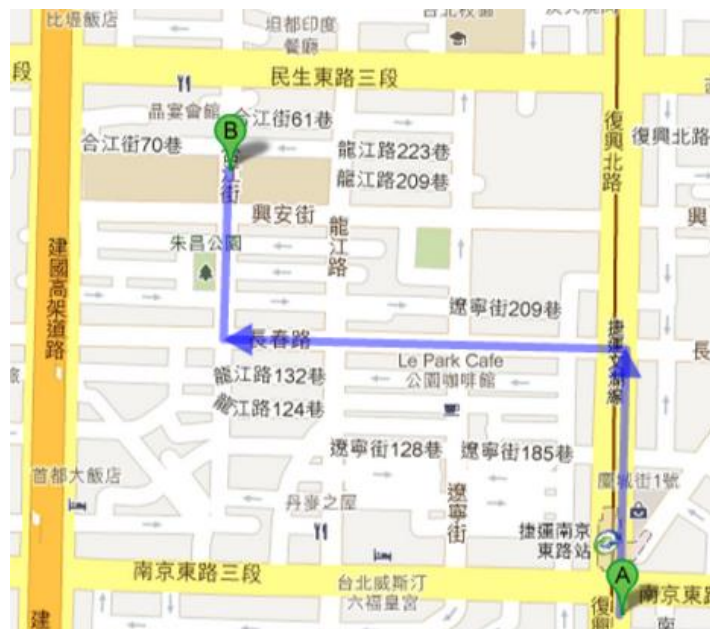 比堤飯店
坦都印度
餐廳
段
民生東路三段
品宴會館
合江街61巷
B
合江街70巷
合江街
龍江路223巷
龍江路209巷
復興北路
復興北路
興安街
興
朱昌公園
龍江路
建國高架道路
遼寧街209巷
長春路
捷運文湖線
長
Le Park Cafe
公園咖啡館
龍江路132巷
龍江路124巷
遼寧街128巷
遼寧街185巷
慶城街1號
首都大飯店
丹麥之屋
遼寧街
捷運南京
東路站
南京東路三段
A
南京東路
台北威斯汀
六福皇宮
復興
南
建